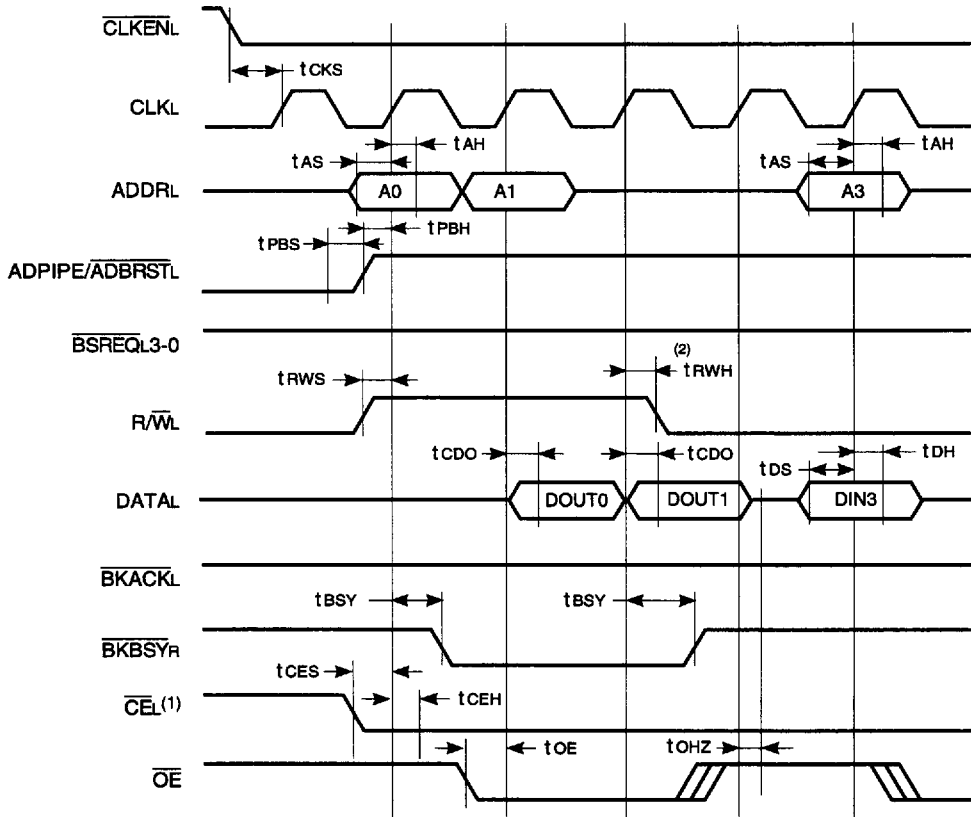 CLKENL
tCKS
CLKL
tAS tAH tAS tAH
ADDRL A0 A1 A3
tPBS tPBH
ADPIPE/ADBRSTL
BSREQL3-0
(2)
tRWS tRWH
R/WL
tCDO tCDO tDS tDH
DATAL DOUT0 DOUT1 DIN3
BKACKL
tBSY tBSY
BKBSYR
tCES tCEH
CEL(1)
tOE tOHZ
OE